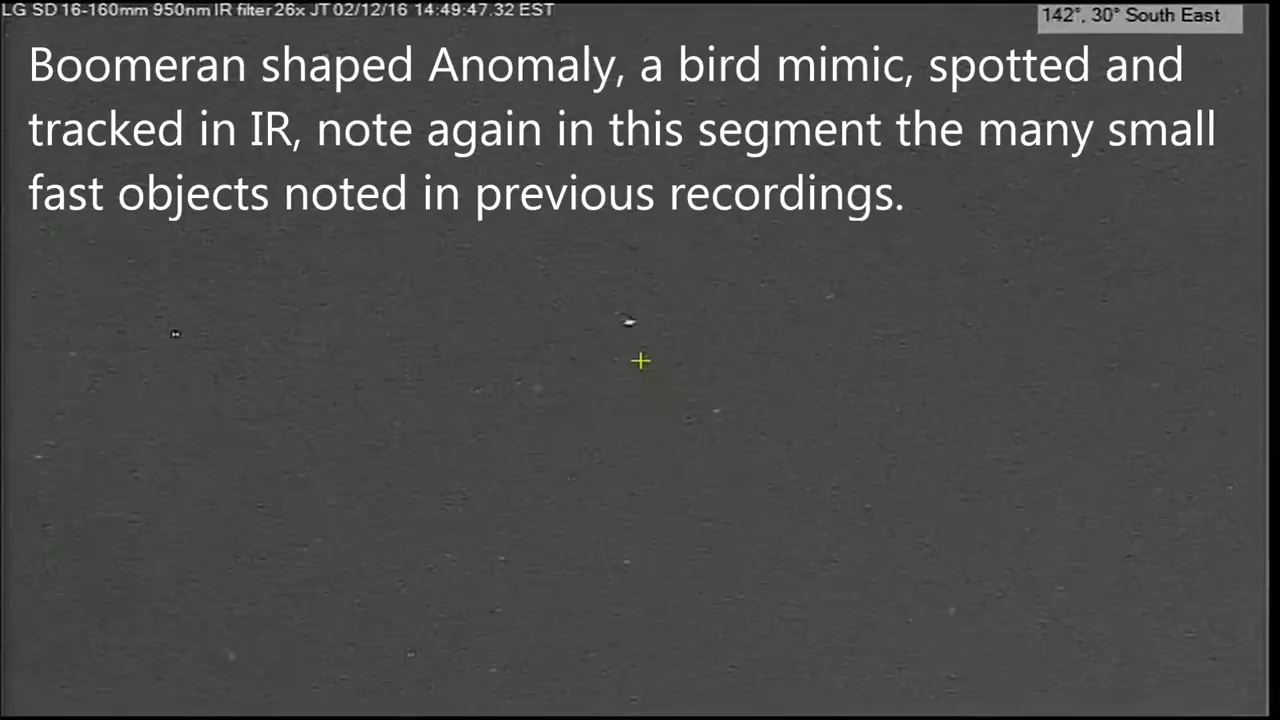 LG SD 16-160mm 950nm IR filter 26x JT 02/12/16 14:49:47.32 EST
142°, 30° South East
Boomeran shaped Anomaly, a bird mimic, spotted and
tracked in IR, note again in this segment the many small
fast objects noted in previous recordings.